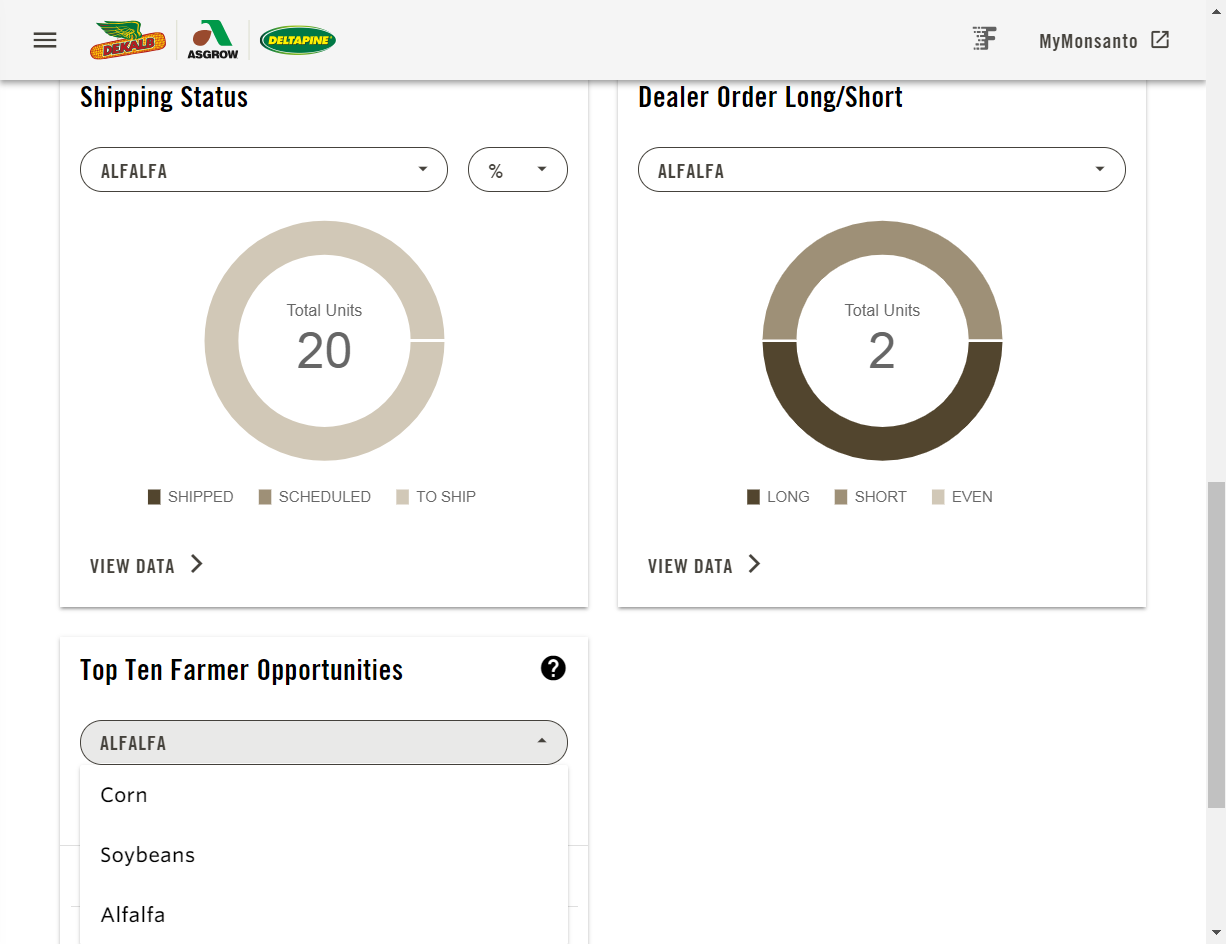 DEKALB
ASGROW
DELTAPINE
MyMonsanto
Shipping Status
ALFALFA
%
Total Units
20
SHIPPED SCHEDULED TO SHIP
VIEW DATA
Dealer Order Long/Short
ALFALFA
Total Units
2
LONG SHORT EVEN
VIEW DATA
Top Ten Farmer Opportunities
?
ALFALFA
Corn
Soybeans
Alfalfa